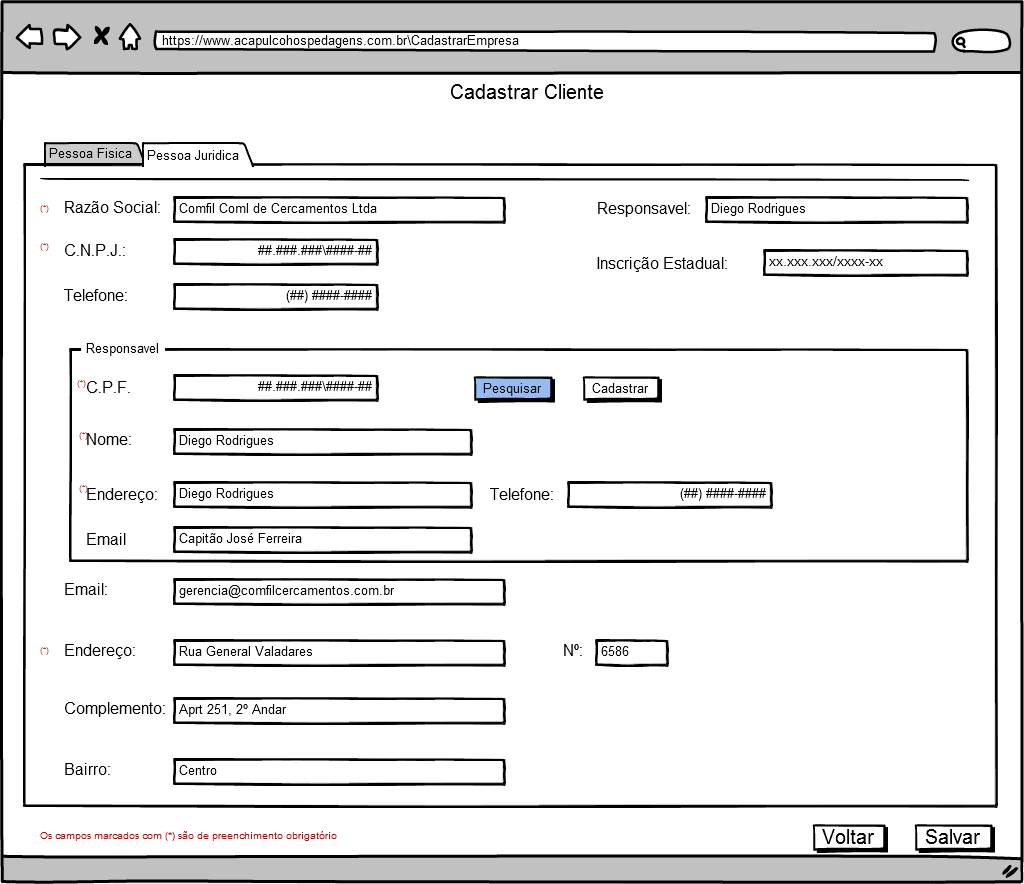 https://www.acapulcohospedagens.com.br\CadastrarEmpresa
Cadastrar Cliente
Pessoa Fisica Pessoa Juridica
(*) Razão Social: Comfil Coml de Cercamentos Ltda Responsavel: Diego Rodrigues
(*) C.N.P.J.: ##.###.###\####-##
Inscrição Estadual: xx.xxx.xxx/xxxx-xx
Telefone: (##) ####-####
Responsavel
(*) C.P.F. ##.###.###\####-## Pesquisar Cadastrar
(*) Nome: Diego Rodrigues
(*) Endereço: Diego Rodrigues Telefone: (##) ####-####
Email Capitão José Ferreira
Email: gerencia@comfilcercamentos.com.br
(*) Endereço: Rua General Valadares Nº: 6586
Complemento: Aprt 251, 2º Andar
Bairro: Centro
Os campos marcados com (*) são de preenchimento obrigatório
Voltar Salvar